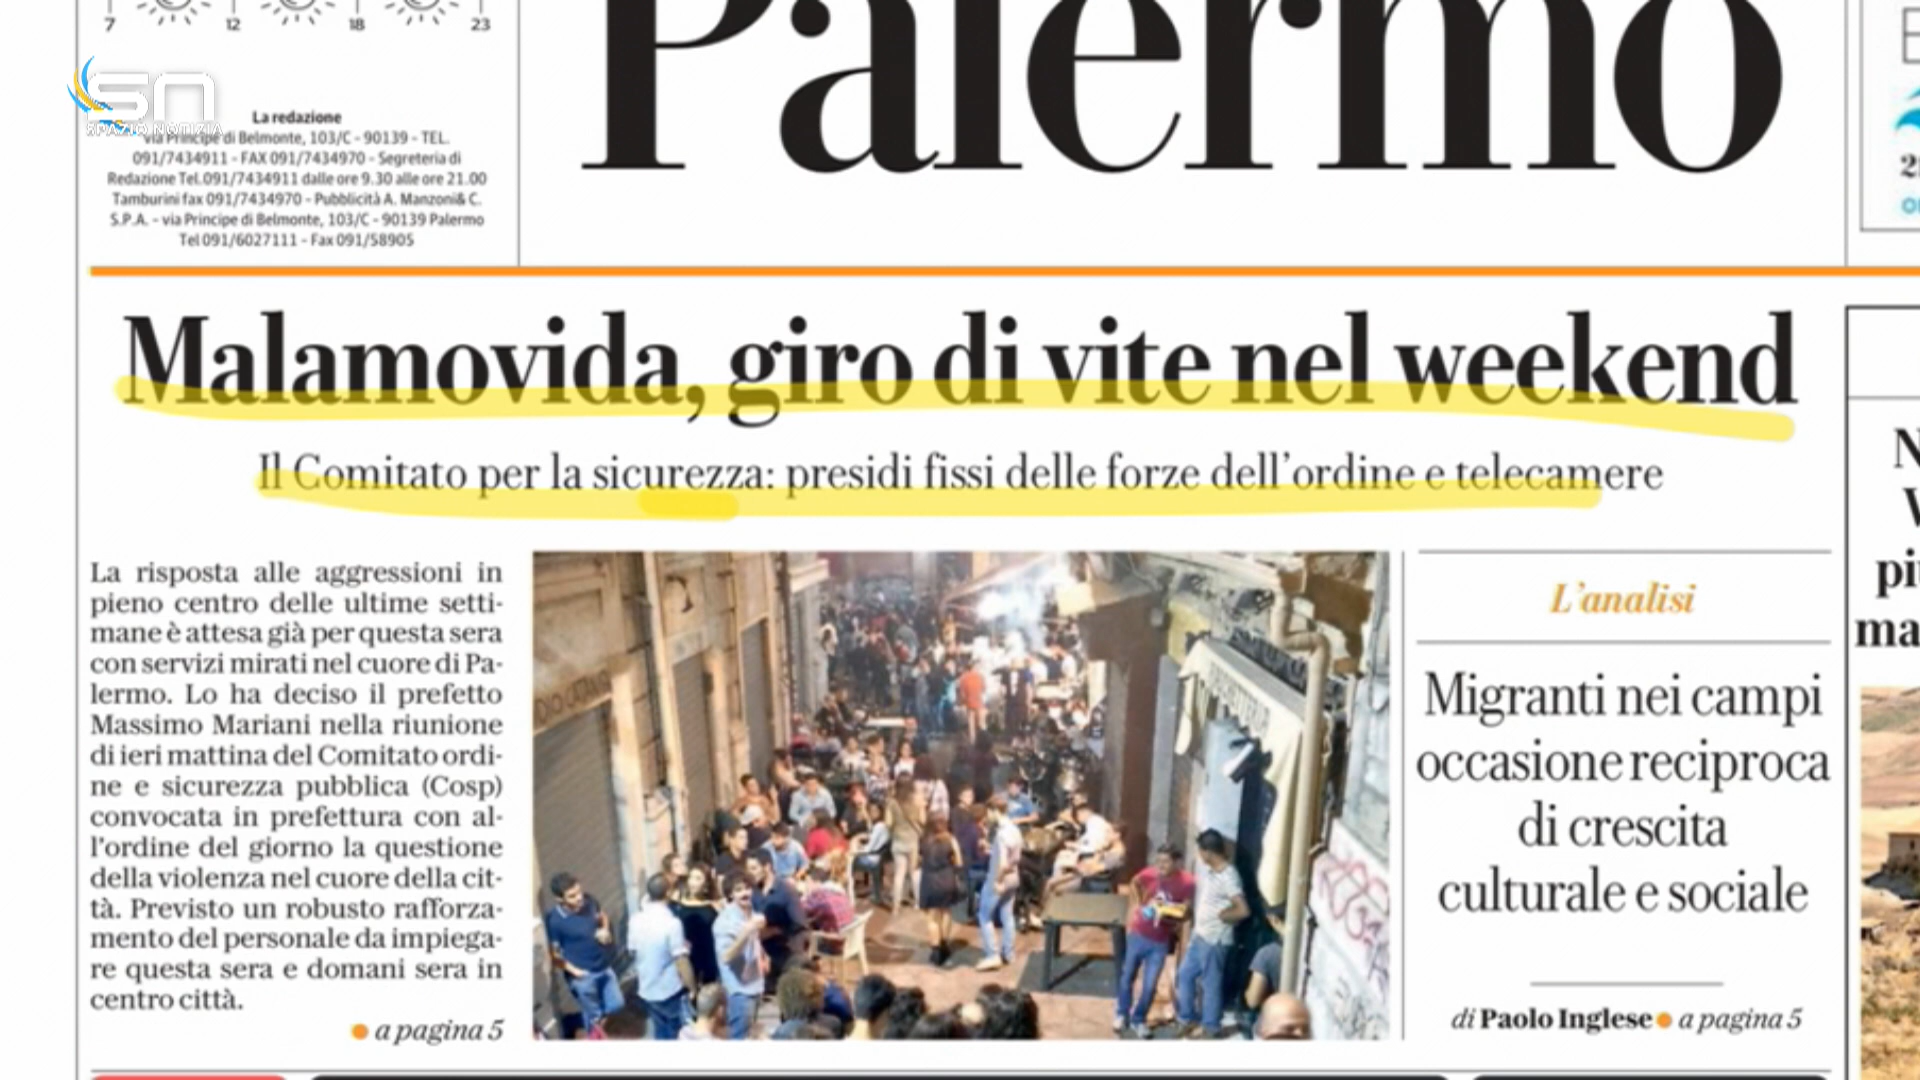 7 12 18 23
Palermo
SN
SPAZIO NOTIZIA
La redazione
via Principe di Belmonte, 103/C - 90139 - TEL.
091/7434911 - FAX 091/7434970 - Segreteria di
Redazione Tel.091/7434911 dalle ore 9.30 alle ore 21.00
Tamburini fax 091/7434970 - Pubblicità A. Manzoni& C.
S.P.A. - via Principe di Belmonte, 103/C - 90139 Palermo
Tel 091/6027111 - Fax 091/58905
Malamovida, giro di vite nel weekend
Il Comitato per la sicurezza: presidi fissi delle forze dell'ordine e telecamere
La risposta alle aggressioni in
pieno centro delle ultime setti-
mane è attesa già per questa sera
con servizi mirati nel cuore di Pa-
lermo. Lo ha deciso il prefetto
Massimo Mariani nella riunione
di ieri mattina del Comitato ordi-
ne e sicurezza pubblica (Cosp)
convocata in prefettura con al-
l'ordine del giorno la questione
della violenza nel cuore della cit-
tà. Previsto un robusto rafforza-
mento del personale da impiega-
re questa sera e domani sera in
centro città.
a pagina 5
L'analisi
Migranti nei campi
occasione reciproca
di crescita
culturale e sociale
di Paolo Inglese a pagina 5